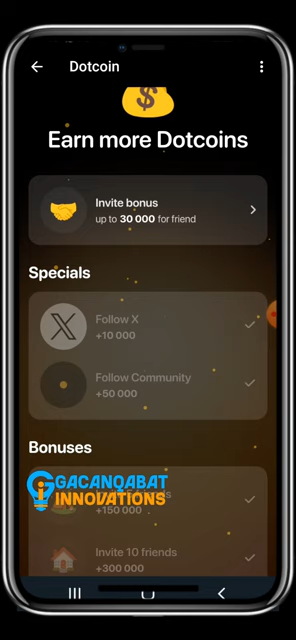 Dotcoin
Earn more Dotcoins
Invite bonus
up to 30 000 for friend
Specials
Follow X
+10 000
Follow Community
+50 000
Bonuses
GACANQABAT
INNOVATIONS
+150 000
Invite 10 friends
+300 000